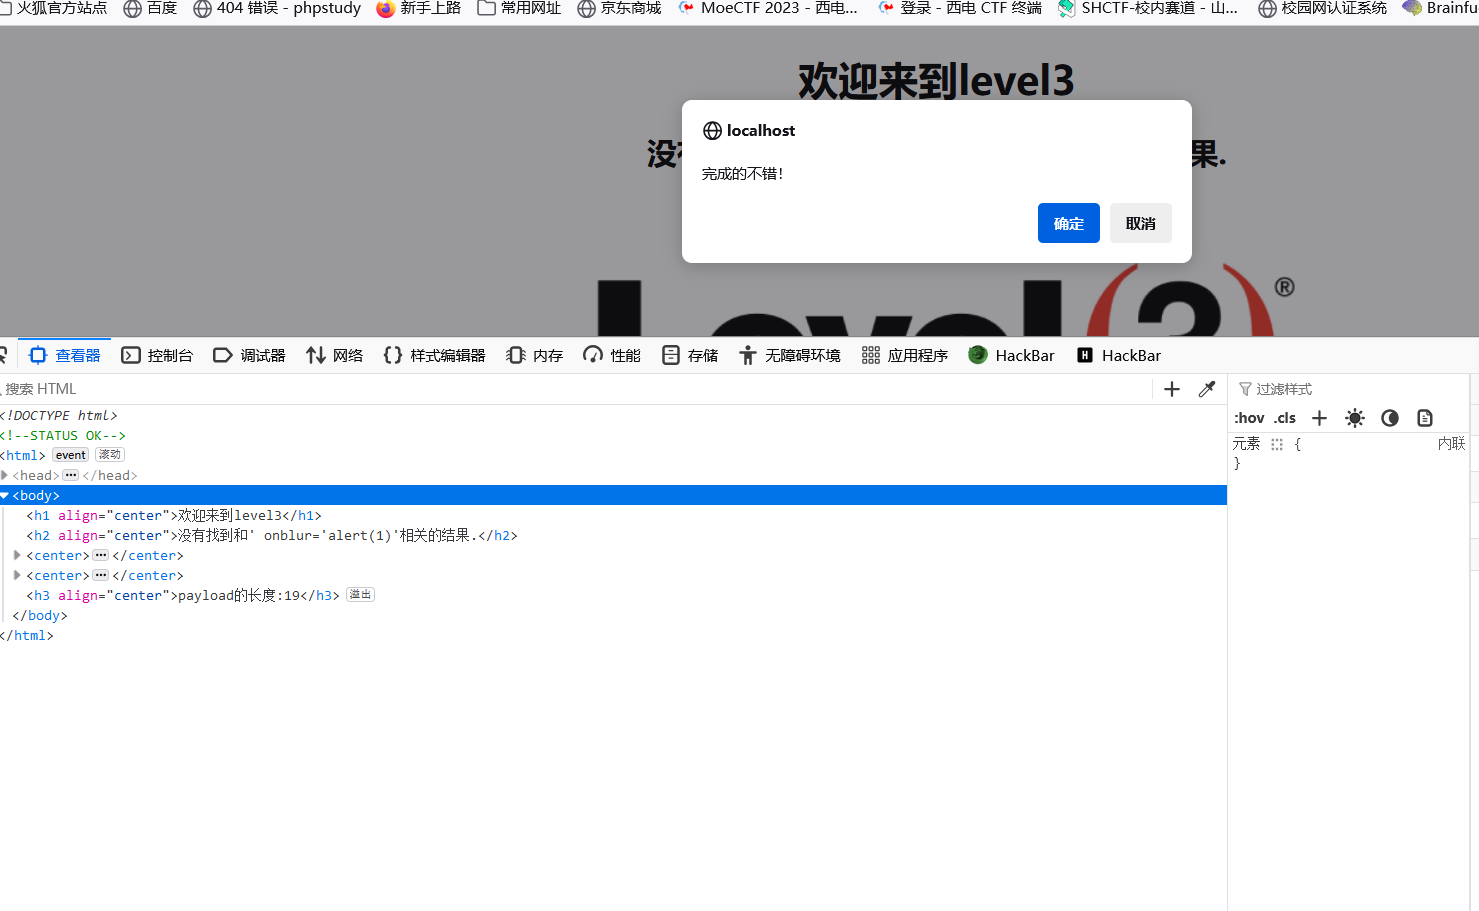 火狐官方站点 百度 404 错误 - phpstudy 新手上路 常用网址 京东商城 MoeCTF 2023 - 西电... 登录 - 西电 CTF 终端 SHCTF-校内赛道 - 山... 校园网认证系统 Brainfu
欢迎来到level3
localhost
没 果.
完成的不错!
确定 取消
Level(3)®
查看器 控制台 调试器 网络 样式编辑器 内存 性能 存储 无障碍环境 应用程序 HackBar H HackBar
搜索 HTML 过滤样式
<!DOCTYPE html> :hov .cls
<!--STATUS OK-->
<html> event 滚动 元素 { 内联
<head> ••• </head> }
<body>
<h1 align="center">欢迎来到level3</h1>
<h2 align="center">没有找到和' onblur='alert(1)'相关的结果.</h2>
<center> ••• </center>
<center> ••• </center>
<h3 align="center">payload的长度:19</h3> 溢出
</body>
</html>